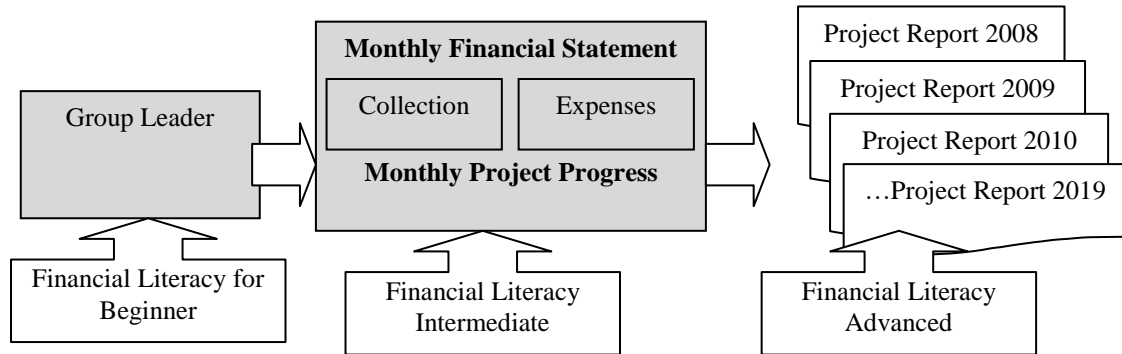 Group Leader
Monthly Financial Statement
Collection
Expenses
Monthly Project Progress
Project Report 2008
Project Report 2009
Project Report 2010
…Project Report 2019
Financial Literacy for
Beginner
Financial Literacy
Intermediate
Financial Literacy
Advanced